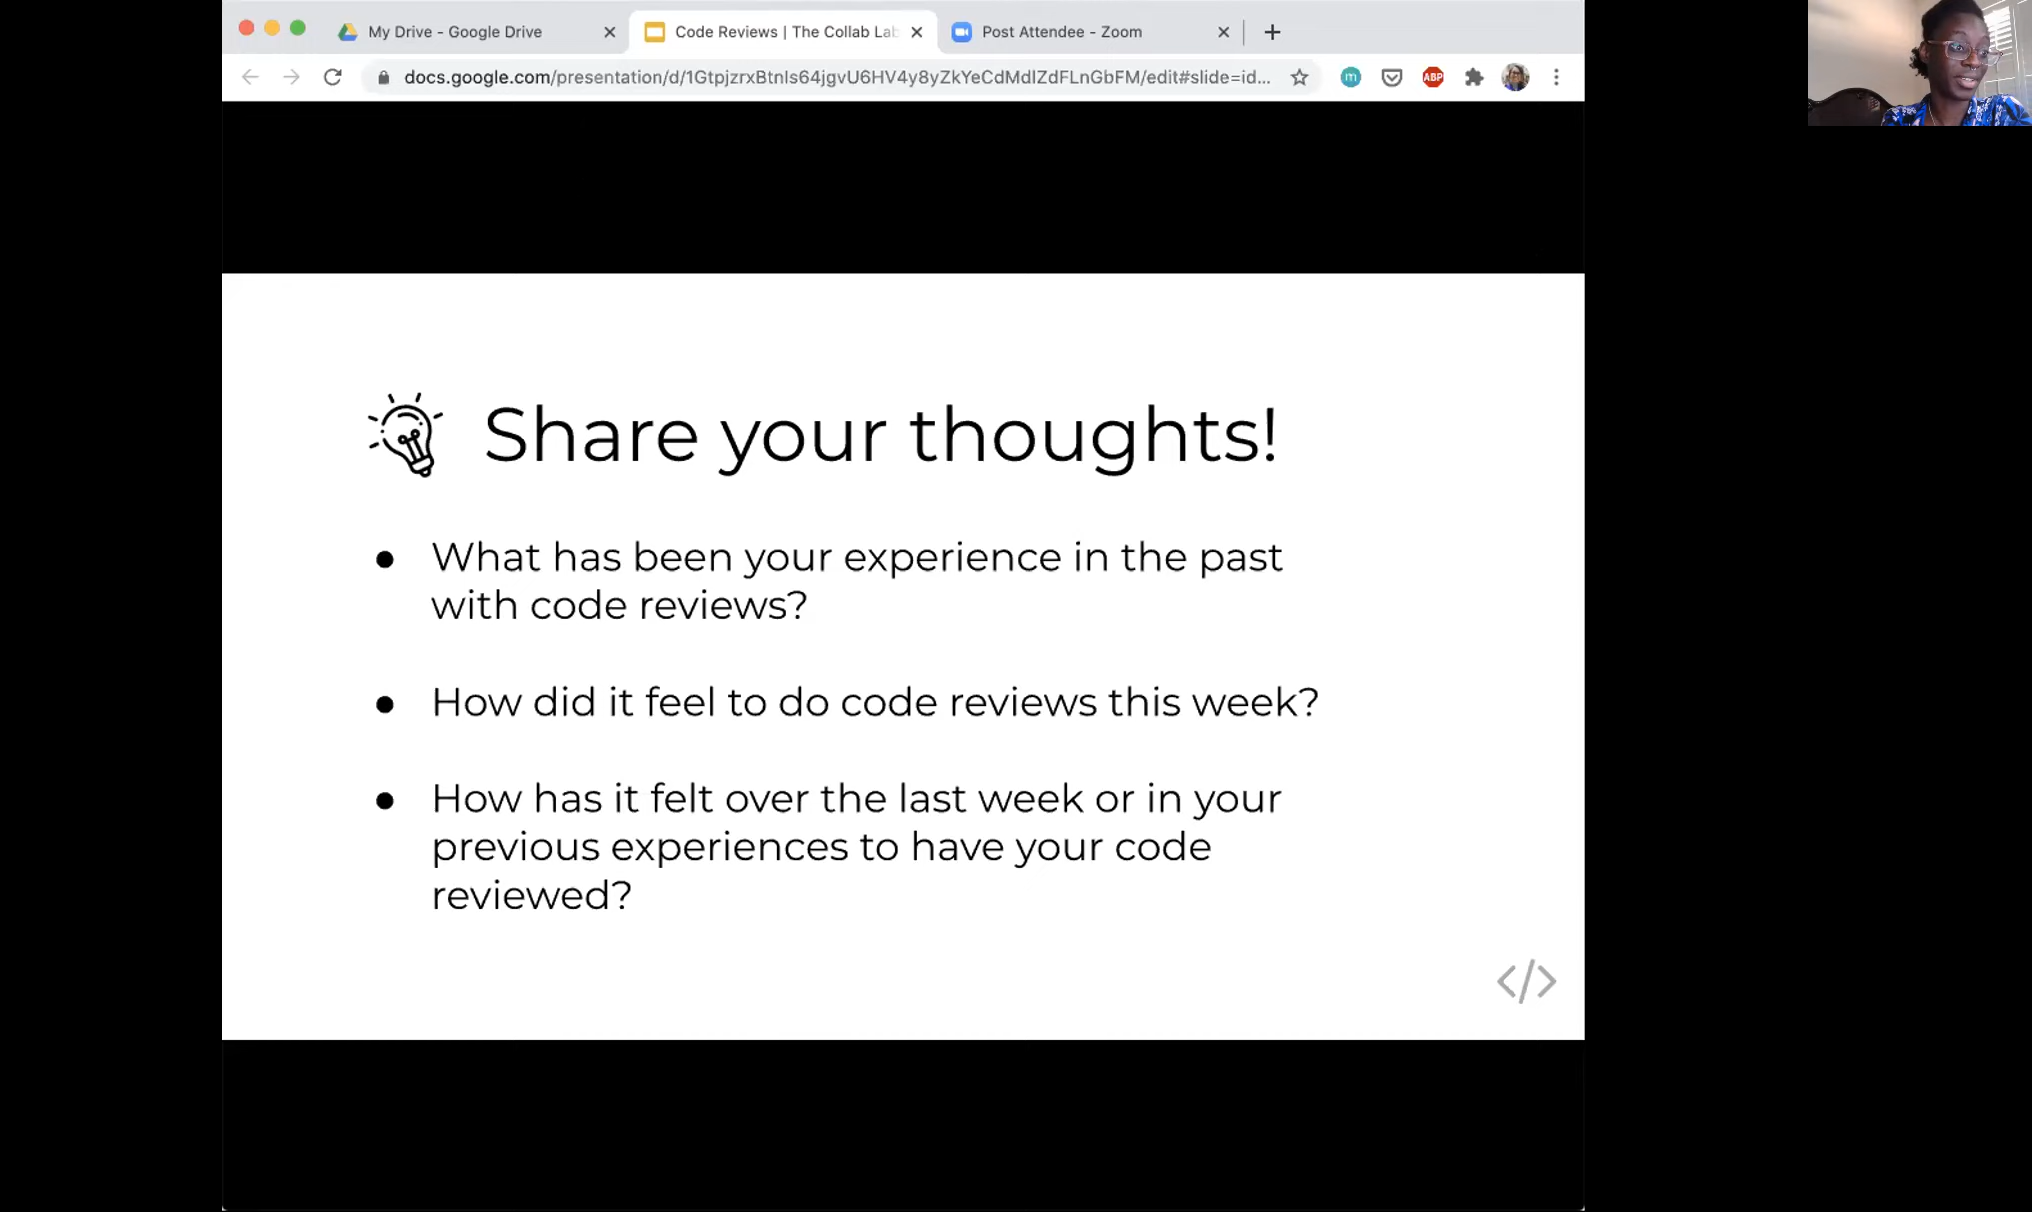 My Drive - Google Drive
Code Reviews | The Collab Lab
Post Attendee - Zoom
docs.google.com/presentation/d/1GtpjzrxBtnIs64jgvU6HV4y8yZkYeCdMdIZdFLnGbFM/edit#slide=id...
m
ABP
Share your thoughts!
● What has been your experience in the past
with code reviews?
● How did it feel to do code reviews this week?
● How has it felt over the last week or in your
previous experiences to have your code
reviewed?
</>